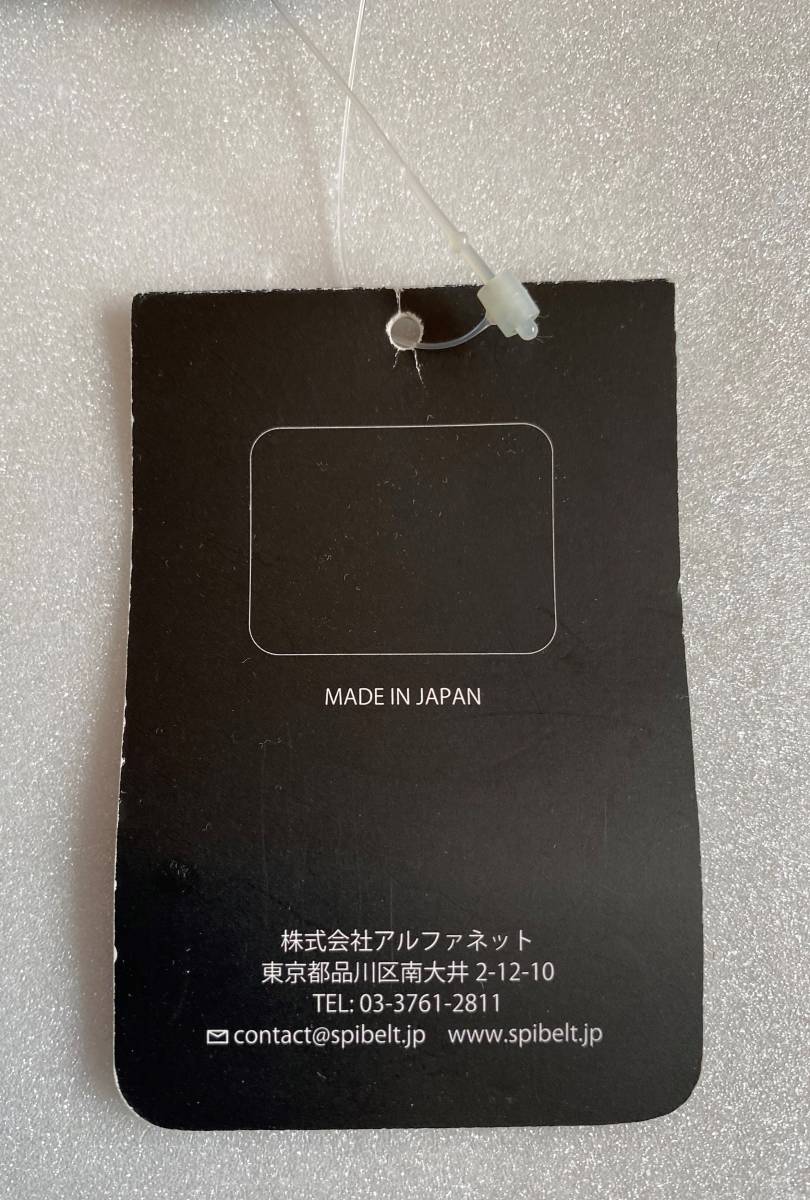 MADE IN JAPAN
株式会社アルファネット
東京都品川区南大井 2-12-10
TEL: 03-3761-2811
contact@spibelt.jp www.spibelt.jp